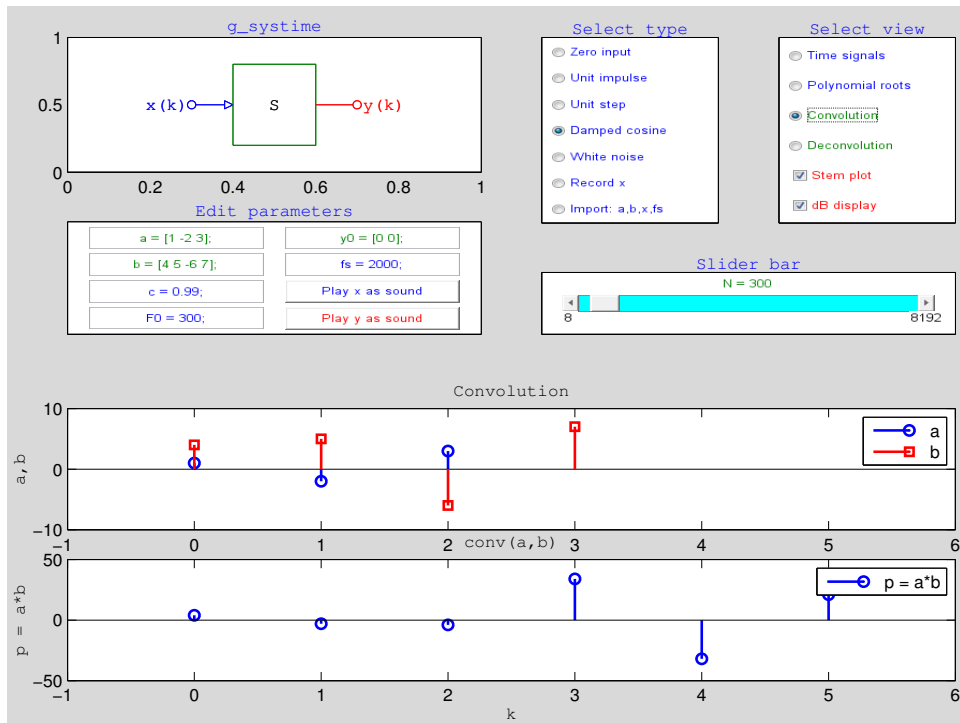 g_systime
1
0.5
0
0
0.2
0.4
0.6
0.8
1
x(k)
S
y(k)
Select type
Zero input
Unit impulse
Unit step
Damped cosine
White noise
Record x
Import: a,b,x,fs
Select view
Time signals
Polynomial roots
Convolution
Deconvolution
Stem plot
dB display
Edit parameters
a = [1 -2 3];
y0 = [0 0];
b = [4 5 -6 7];
fs = 2000;
c = 0.99;
Play x as sound
F0 = 300;
Play y as sound
Slider bar
N = 300
8
8192
Convolution
a,b
10
0
−10
−1
0
1
2
3
4
5
6
a
b
conv(a,b)
p = a*b
50
0
−50
−1
0
1
2
3
4
5
6
p = a*b
k